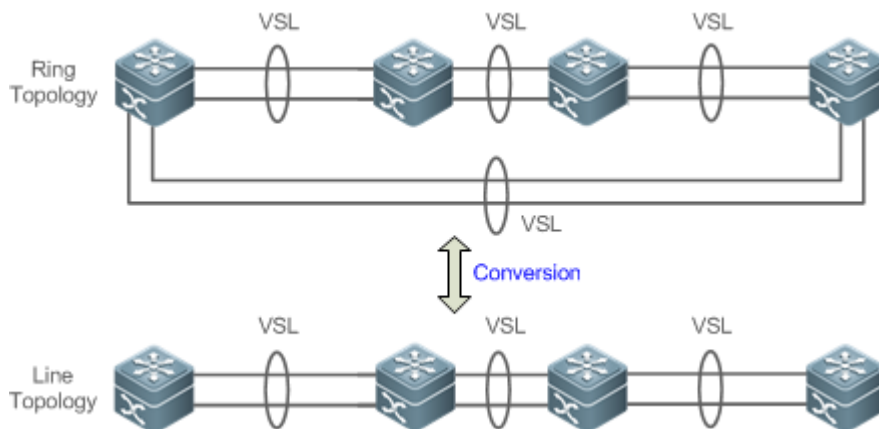 VSL VSL VSL
Ring
Topology
VSL
Conversion
VSL VSL VSL
Line
Topology